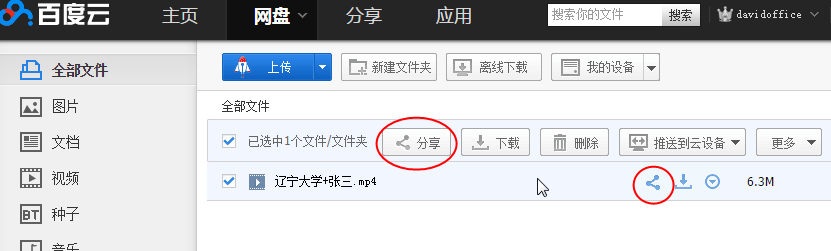 百度云 主页 网盘 分享 应用 搜索你的文件 搜索 davidoffice
全部文件 上传 新建文件夹 离线下载 我的设备
图片 全部文件
文档 已选中1个文件/文件夹 分享 下载 删除 推送到云设备 更多
视频 辽宁大学+张三.mp4 6.3M
BT 种子
音乐